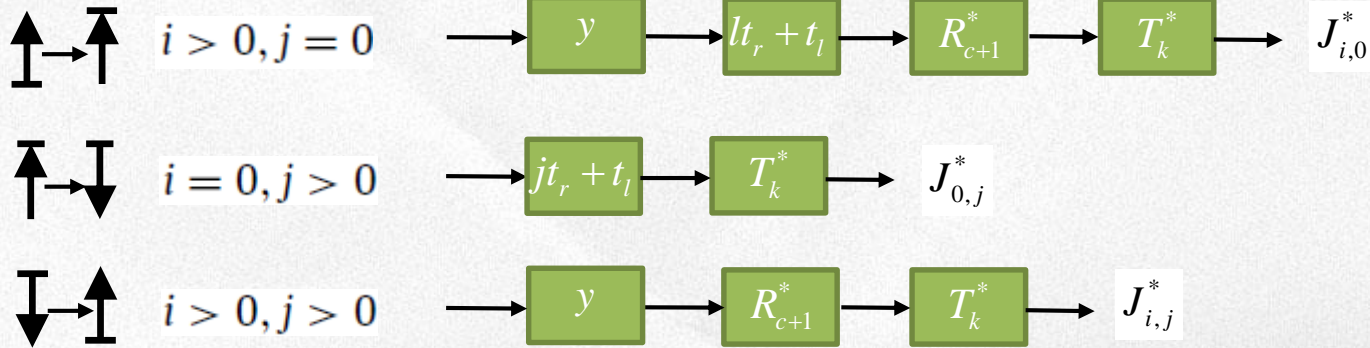 i > 0, j = 0 y lt_r + t_l R^*_{c+1} T^*_k J^*_{i,0}
i = 0, j > 0 jt_r + t_l T^*_k J^*_{0,j}
i > 0, j > 0 y R^*_{c+1} T^*_k J^*_{i,j}